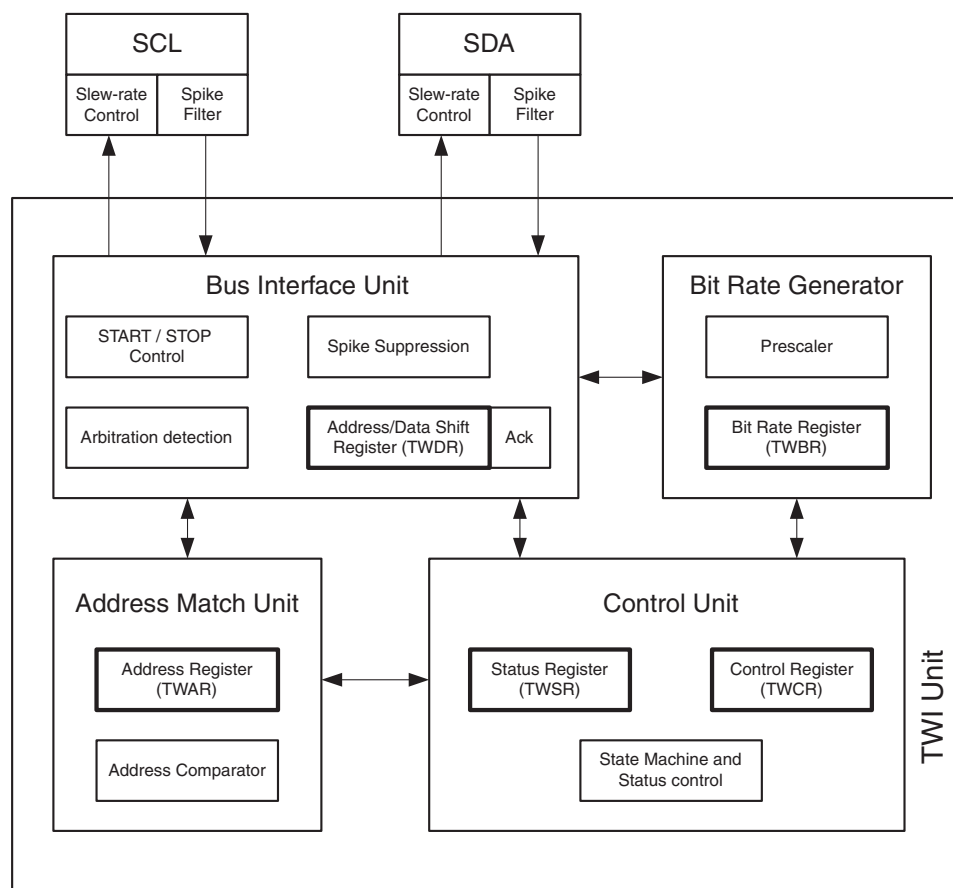 SCL
SDA
Slew-rate
Control
Spike
Filter
Slew-rate
Control
Spike
Filter
Bus Interface Unit
START / STOP
Control
Spike Suppression
Arbitration detection
Address/Data Shift
Register (TWDR)
Ack
Bit Rate Generator
Prescaler
Bit Rate Register
(TWBR)
Address Match Unit
Address Register
(TWAR)
Address Comparator
Control Unit
Status Register
(TWSR)
Control Register
(TWCR)
State Machine and
Status control
TWI Unit